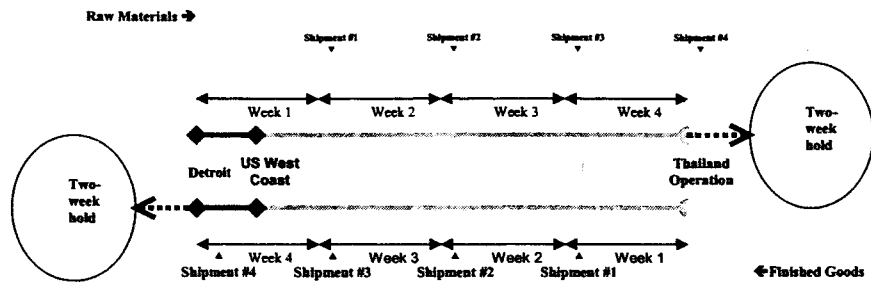 Raw Materials →
Shipment #1 Shipment #2 Shipment #3 Shipment #4
Week 1 Week 2 Week 3 Week 4
Two-
week
hold
Detroit
US West
Coast
Thailand
Operation
Two-
week
hold
Week 4 Week 3 Week 2 Week 1
Shipment #4 Shipment #3 Shipment #2 Shipment #1
←Finished Goods